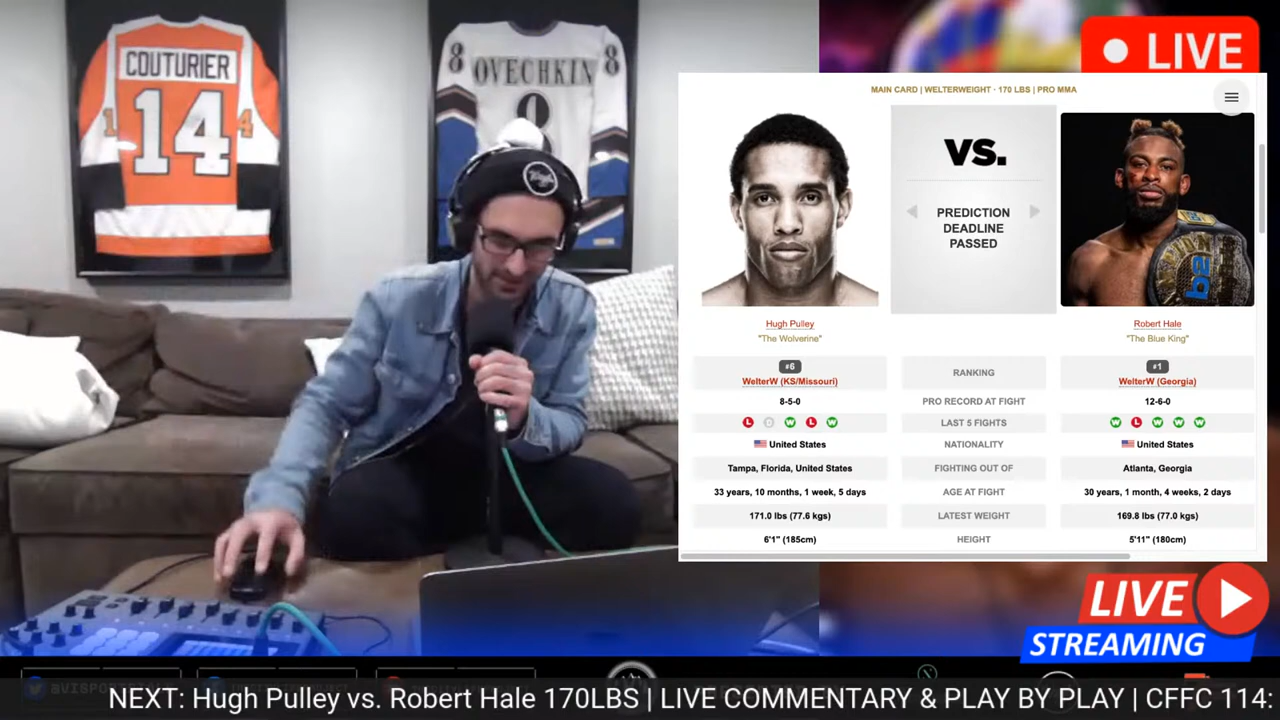 COUTURIER
14
1
4
8
8
OVECHKIN
LIVE
MAIN CARD | WELTERWEIGHT · 170 LBS | PRO MMA
VS.
PREDICTION
DEADLINE
PASSED
Hugh Pulley
Robert Hale
"The Wolverine"
"The Blue King"
#6
RANKING
#1
WelterW (KS/Missouri)
WelterW (Georgia)
8-5-0
PRO RECORD AT FIGHT
12-6-0
L D W L W
LAST 5 FIGHTS
W L W W W
United States
NATIONALITY
United States
Tampa, Florida, United States
FIGHTING OUT OF
Atlanta, Georgia
33 years, 10 months, 1 week, 5 days
AGE AT FIGHT
30 years, 1 month, 4 weeks, 2 days
171.0 lbs (77.6 kgs)
LATEST WEIGHT
169.8 lbs (77.0 kgs)
6'1" (185cm)
HEIGHT
5'11" (180cm)
LIVE
STREAMING
NEXT: Hugh Pulley vs. Robert Hale 170LBS | LIVE COMMENTARY & PLAY BY PLAY | CFFC 114: